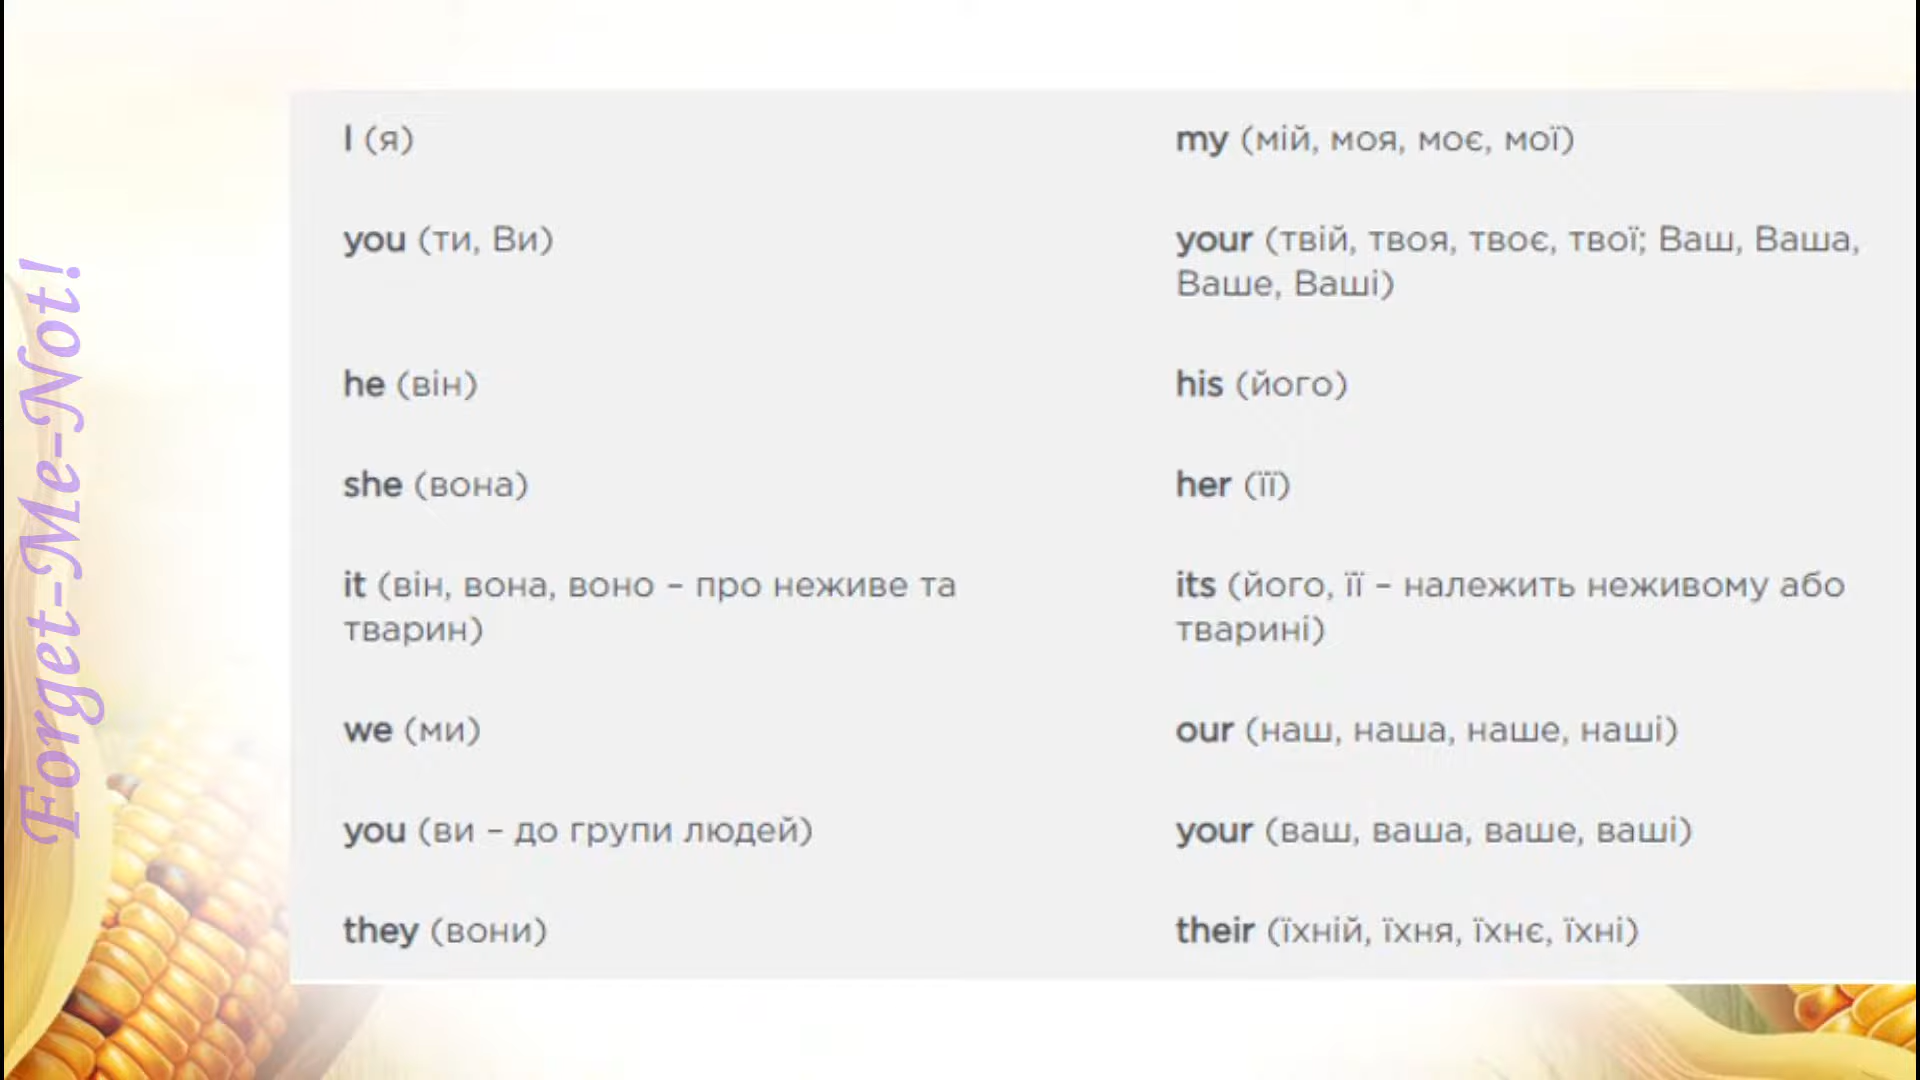 Forget-Me-Not!
I (я)
my (мій, моя, моє, мої)
you (ти, Ви)
your (твій, твоя, твоє, твої; Ваш, Ваша,
Ваше, Ваші)
he (він)
his (його)
she (вона)
her (її)
it (він, вона, воно – про неживе та
тварин)
its (його, її – належить неживому або
тварині)
we (ми)
our (наш, наша, наше, наші)
you (ви – до групи людей)
your (ваш, ваша, ваше, ваші)
they (вони)
their (їхній, їхня, їхнє, їхні)